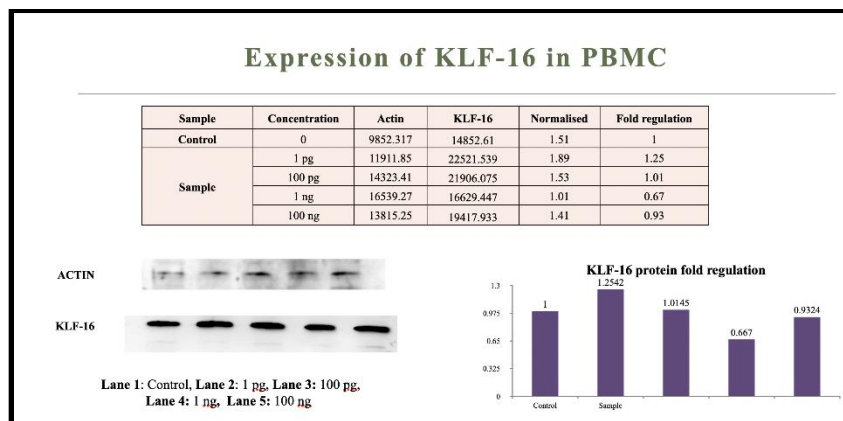 Expression of KLF-16 in PBMC
Sample Concentration Actin KLF-16 Normalised Fold regulation
Control 0 9852.317 14852.61 1.51 1
Sample
1 pg 11911.85 22521.539 1.89 1.25
100 pg 14323.41 21906.075 1.53 1.01
1 ng 16539.27 16629.447 1.01 0.67
100 ng 13815.25 19417.933 1.41 0.93
ACTIN
KLF-16
Lane 1: Control, Lane 2: 1 pg, Lane 3: 100 pg,
Lane 4: 1 ng, Lane 5: 100 ng
KLF-16 protein fold regulation
1.3
0.975
0.65
0.325
0
1
1.2542
1.0145
0.667
0.9324
Control
Sample